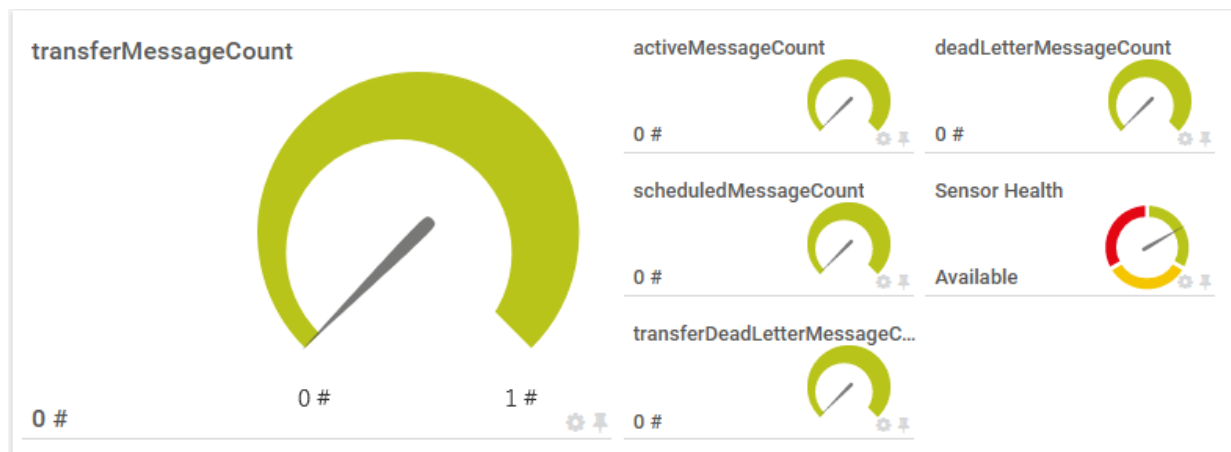 transferMessageCount
0 #
1 #
0 #
activeMessageCount
0 #
deadLetterMessageCount
0 #
scheduledMessageCount
0 #
Sensor Health
Available
transferDeadLetterMessageC...
0 #